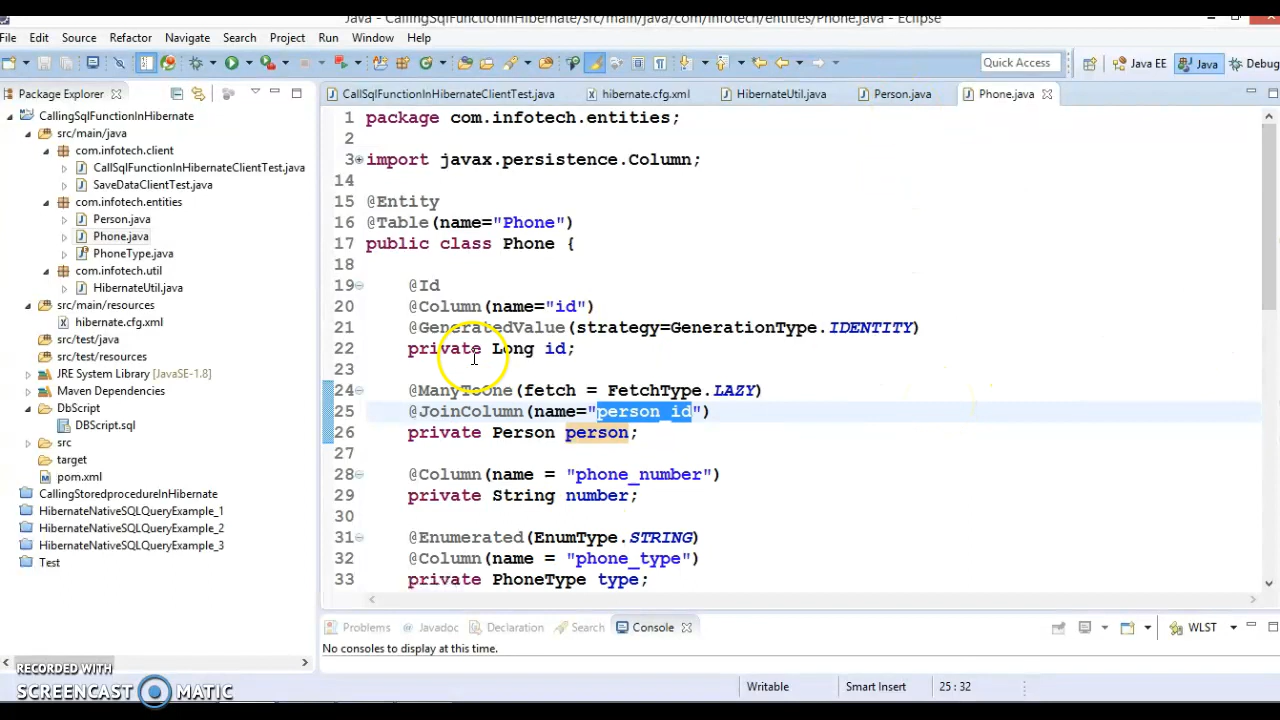 Java - CallingSqlFunctionInHibernate/src/main/java/com/infotech/entities/Phone.java - Eclipse
File Edit Source Refactor Navigate Search Project Run Window Help
Quick Access
Java EE
Java
Debug
Package Explorer
CallingSqlFunctionInHibernate
src/main/java
com.infotech.client
CallSqlFunctionInHibernateClientTest.java
SaveDataClientTest.java
com.infotech.entities
Person.java
Phone.java
PhoneType.java
com.infotech.util
HibernateUtil.java
src/main/resources
hibernate.cfg.xml
src/test/java
src/test/resources
JRE System Library [JavaSE-1.8]
Maven Dependencies
DbScript
DBScript.sql
src
target
pom.xml
CallingStoredprocedureInHibernate
HibernateNativeSQLQueryExample_1
HibernateNativeSQLQueryExample_2
HibernateNativeSQLQueryExample_3
Test
CallSqlFunctionInHibernateClientTest.java
hibernate.cfg.xml
HibernateUtil.java
Person.java
Phone.java
1 package com.infotech.entities;
2
3 import javax.persistence.Column;
14
15 @Entity
16 @Table(name="Phone")
17 public class Phone {
18
19 @Id
20 @Column(name="id")
21 @GeneratedValue(strategy=GenerationType.IDENTITY)
22 private Long id;
23
24 @ManyToOne(fetch = FetchType.LAZY)
25 @JoinColumn(name="person_id")
26 private Person person;
27
28 @Column(name = "phone_number")
29 private String number;
30
31 @Enumerated(EnumType.STRING)
32 @Column(name = "phone_type")
33 private PhoneType type;
Problems
Javadoc
Declaration
Search
Console
WLST
No consoles to display at this time.
Writable
Smart Insert
25 : 32
RECORDED WITH
SCREENCAST MATIC